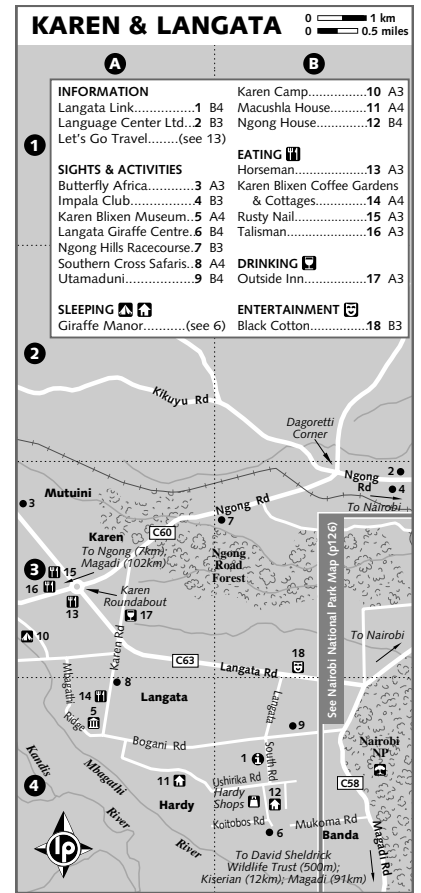 KAREN & LANGATA
0 1 km
0 0.5 miles
A
B
INFORMATION
Langata Link................1 B4
Language Center Ltd..2 B3
Let's Go Travel.......(see 13)
SIGHTS & ACTIVITIES
Butterfly Africa............3 A3
Impala Club.................4 B3
Karen Blixen Museum..5 A4
Langata Giraffe Centre..6 B4
Ngong Hills Racecourse.7 B3
Southern Cross Safaris..8 A4
Utamaduni..................9 B4
SLEEPING
Giraffe Manor..........(see 6)
Karen Camp...............10 A3
Macushla House.........11 A4
Ngong House.............12 B4
EATING
Horseman..................13 A3
Karen Blixen Coffee Gardens
& Cottages...............14 A4
Rusty Nail..................15 A3
Talisman....................16 A3
DRINKING
Outside Inn................17 A3
ENTERTAINMENT
Black Cotton...............18 B3
1
2
Kikuyu Rd
Dagoretti
Corner
2
Ngong
Rd
4
To Nairobi
Mutuini
3
Ngong Rd
7
C60
Karen
To Ngong (7km);
Magadi (102km)
Ngong
Road
Forest
See Nairobi National Park Map (p126)
3
15
16
13
Karen
Roundabout
17
10
Karen Rd
C63
18
Langata Rd
To Nairobi
Mbagathi
Ridge
8
14
5
Langata
Langata
South Rd
9
Bogani Rd
1
Nairobi
NP
4
Kandis
River
Mbagathi
River
11
Hardy
Ushirika Rd
Hardy
Shops
12
C58
Koitobos Rd
6
Mukoma Rd
Banda
Magadi Rd
To David Sheldrick
Wildlife Trust (500m);
Kiserian (12km); Magadi (91km)
lp